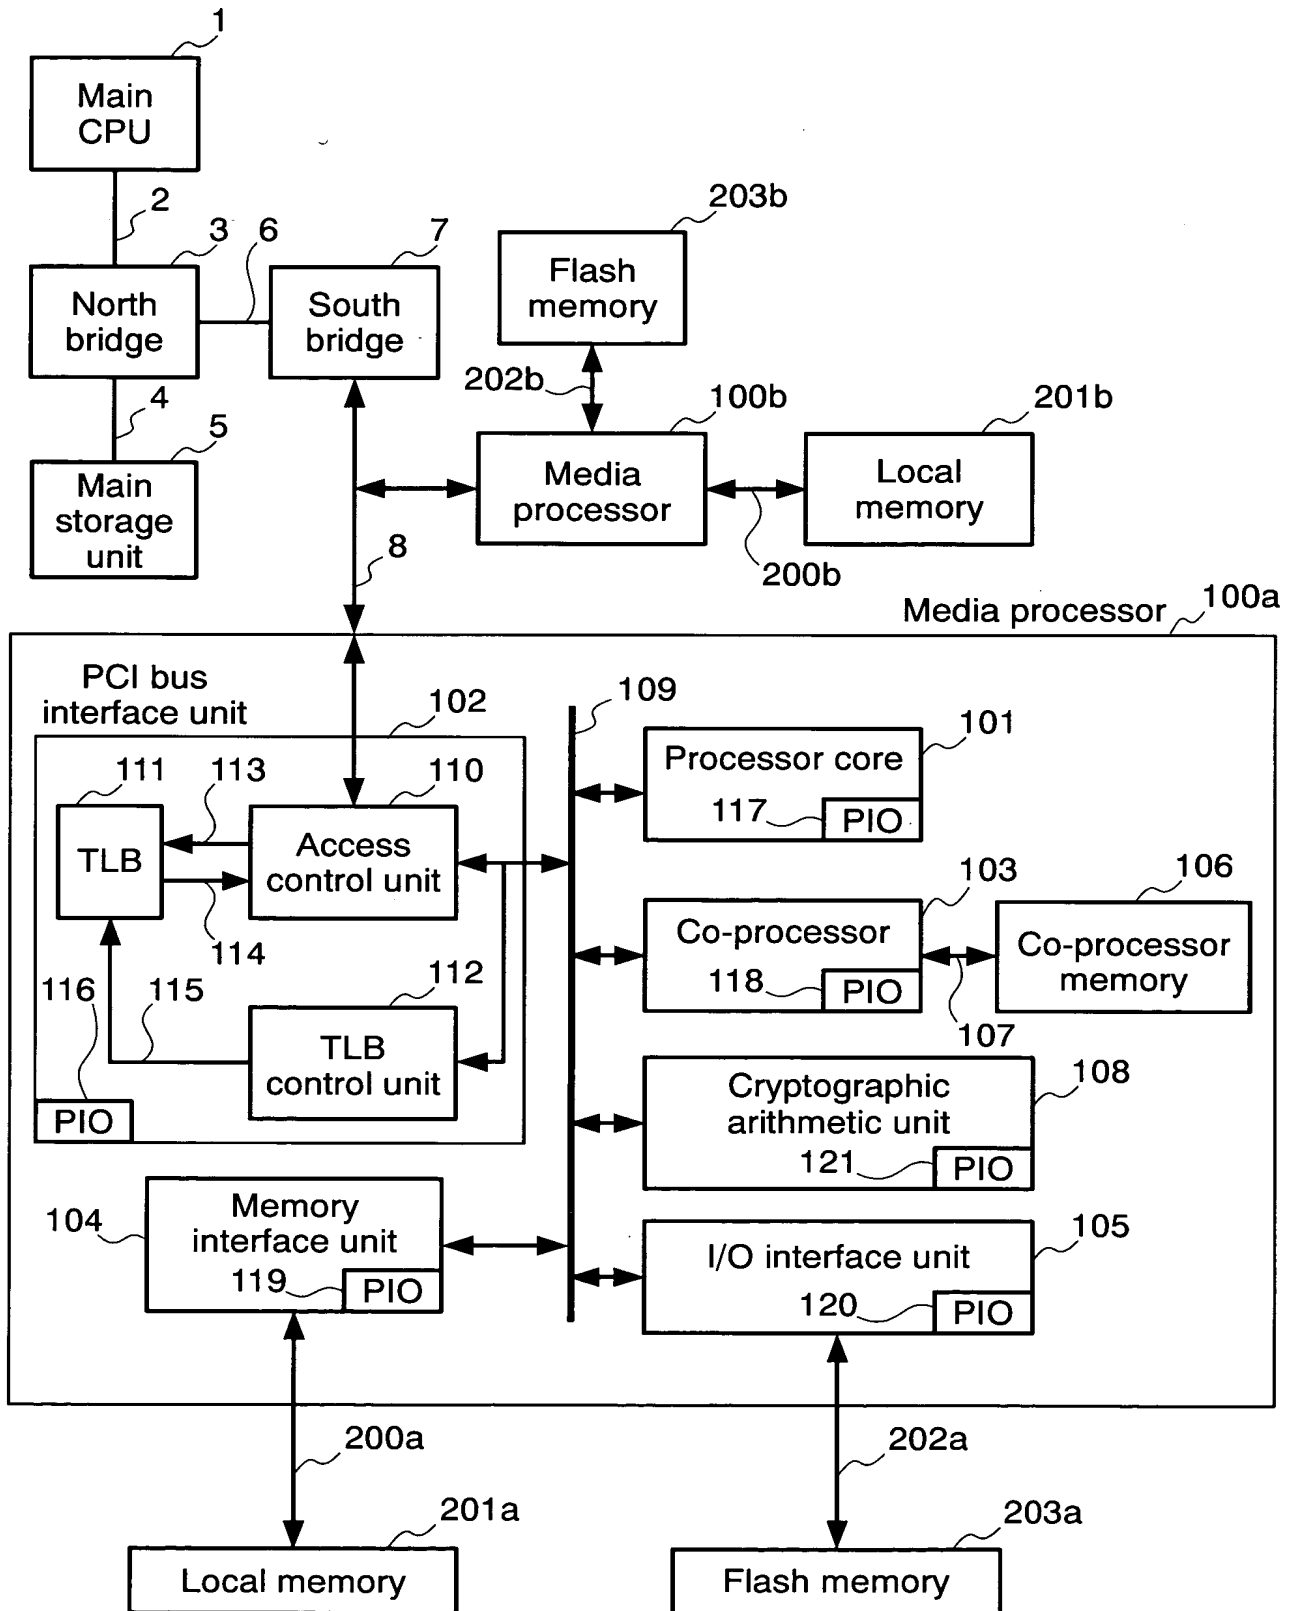 1
Main
CPU
2
203b
3
6
7
Flash
memory
North
bridge
South
bridge
202b
4
100b
201b
5
Media
processor
Local
memory
Main
storage
unit
8
200b
Media processor
100a
PCI bus
interface unit
102
109
101
111
113
110
Processor core
117
PIO
TLB
Access
control unit
103
106
114
Co-processor
118
PIO
Co-processor
memory
116
115
112
107
TLB
control unit
108
Cryptographic
arithmetic unit
PIO
121
PIO
104
Memory
interface unit
105
I/O interface unit
119
PIO
120
PIO
200a
202a
201a
203a
Local memory
Flash memory